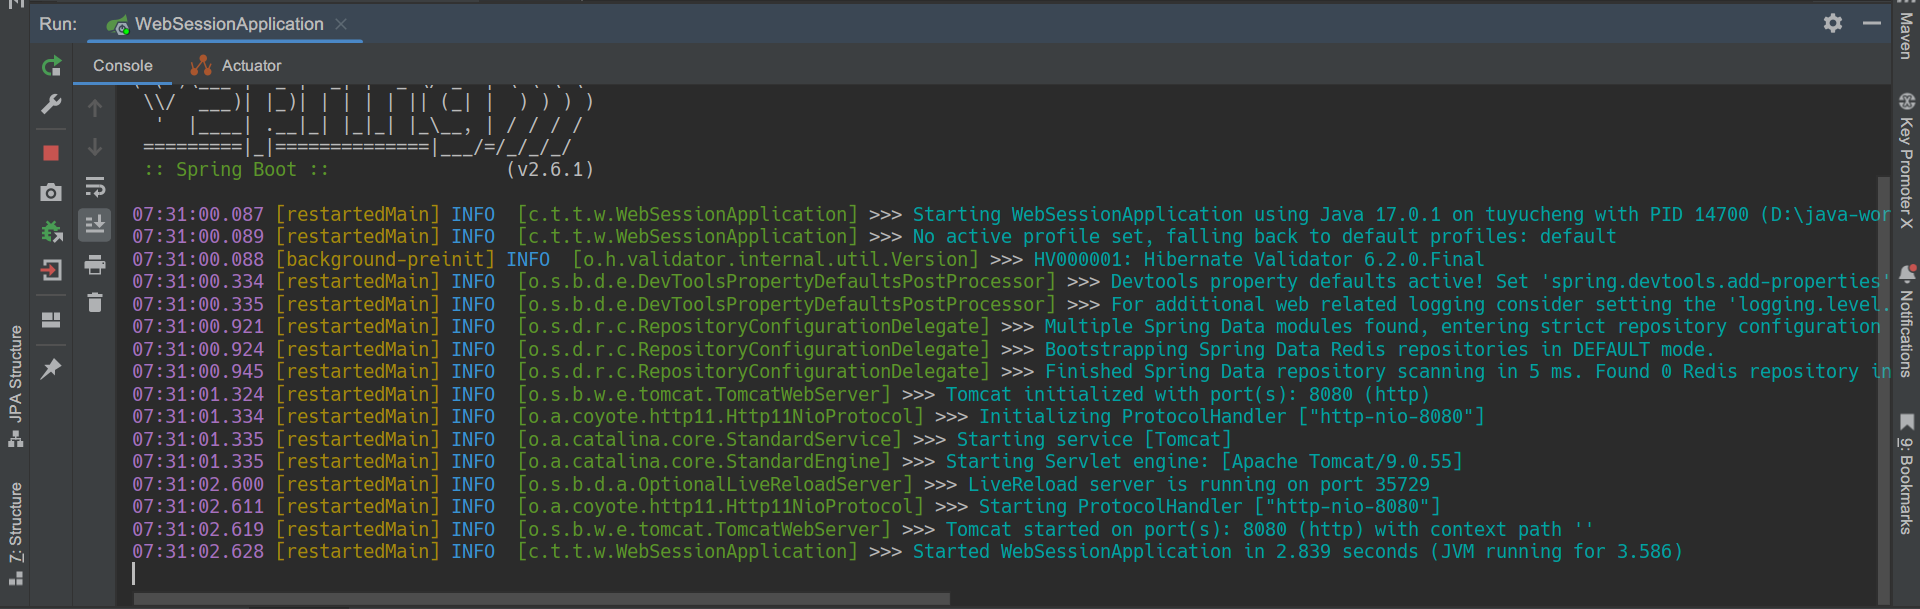 Run: WebSessionApplication
Console Actuator
\\/  ___)| |_)| | | | | || (_| |  ) ) ) )
'  |____| .__|_| |_|_| |_\__, | / / / /
=========|_|==============|___/=/_/_/_/
:: Spring Boot ::                (v2.6.1)
07:31:00.087 [restartedMain] INFO  [c.t.t.w.WebSessionApplication] >>> Starting WebSessionApplication using Java 17.0.1 on tuyucheng with PID 14700 (D:\java-wor
07:31:00.089 [restartedMain] INFO  [c.t.t.w.WebSessionApplication] >>> No active profile set, falling back to default profiles: default
07:31:00.088 [background-preinit] INFO  [o.h.validator.internal.util.Version] >>> HV000001: Hibernate Validator 6.2.0.Final
07:31:00.334 [restartedMain] INFO  [o.s.b.d.e.DevToolsPropertyDefaultsPostProcessor] >>> Devtools property defaults active! Set 'spring.devtools.add-properties'
07:31:00.335 [restartedMain] INFO  [o.s.b.d.e.DevToolsPropertyDefaultsPostProcessor] >>> For additional web related logging consider setting the 'logging.level.
07:31:00.921 [restartedMain] INFO  [o.s.d.r.c.RepositoryConfigurationDelegate] >>> Multiple Spring Data modules found, entering strict repository configuration
07:31:00.924 [restartedMain] INFO  [o.s.d.r.c.RepositoryConfigurationDelegate] >>> Bootstrapping Spring Data Redis repositories in DEFAULT mode.
07:31:00.945 [restartedMain] INFO  [o.s.d.r.c.RepositoryConfigurationDelegate] >>> Finished Spring Data repository scanning in 5 ms. Found 0 Redis repository in
07:31:01.324 [restartedMain] INFO  [o.s.b.w.e.tomcat.TomcatWebServer] >>> Tomcat initialized with port(s): 8080 (http)
07:31:01.334 [restartedMain] INFO  [o.a.coyote.http11.Http11NioProtocol] >>> Initializing ProtocolHandler ["http-nio-8080"]
07:31:01.335 [restartedMain] INFO  [o.a.catalina.core.StandardService] >>> Starting service [Tomcat]
07:31:01.335 [restartedMain] INFO  [o.a.catalina.core.StandardEngine] >>> Starting Servlet engine: [Apache Tomcat/9.0.55]
07:31:02.600 [restartedMain] INFO  [o.s.b.d.a.OptionalLiveReloadServer] >>> LiveReload server is running on port 35729
07:31:02.611 [restartedMain] INFO  [o.a.coyote.http11.Http11NioProtocol] >>> Starting ProtocolHandler ["http-nio-8080"]
07:31:02.619 [restartedMain] INFO  [o.s.b.w.e.tomcat.TomcatWebServer] >>> Tomcat started on port(s): 8080 (http) with context path ''
07:31:02.628 [restartedMain] INFO  [c.t.t.w.WebSessionApplication] >>> Started WebSessionApplication in 2.839 seconds (JVM running for 3.586)
JPA Structure
7: Structure
Maven
Key Promoter X
Notifications
9: Bookmarks